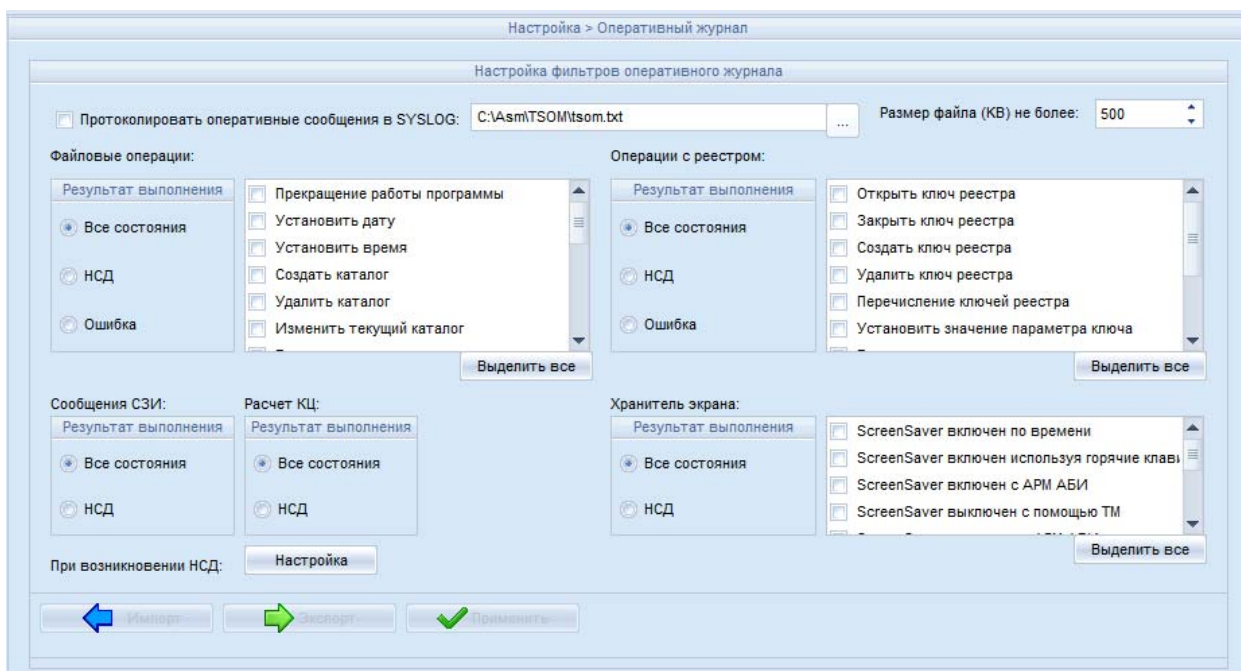 Настройка > Оперативный журнал
Настройка фильтров оперативного журнала
Протоколировать оперативные сообщения в SYSLOG:
C:\Asm\TSOM\tsom.txt
...
Размер файла (KB) не более:
500
Файловые операции:
Результат выполнения
Все состояния
НСД
Ошибка
Прекращение работы программы
Установить дату
Установить время
Создать каталог
Удалить каталог
Изменить текущий каталог
Выделить все
Операции с реестром:
Результат выполнения
Все состояния
НСД
Ошибка
Открыть ключ реестра
Закрыть ключ реестра
Создать ключ реестра
Удалить ключ реестра
Перечисление ключей реестра
Установить значение параметра ключа
Выделить все
Сообщения СЗИ:
Результат выполнения
Все состояния
НСД
Расчет КЦ:
Результат выполнения
Все состояния
НСД
Хранитель экрана:
Результат выполнения
Все состояния
НСД
ScreenSaver включен по времени
ScreenSaver включен используя горячие клави
ScreenSaver включен с АРМ АБИ
ScreenSaver выключен с помощью ТМ
Выделить все
При возникновении НСД:
Настройка
Импорт
Экспорт
Применить